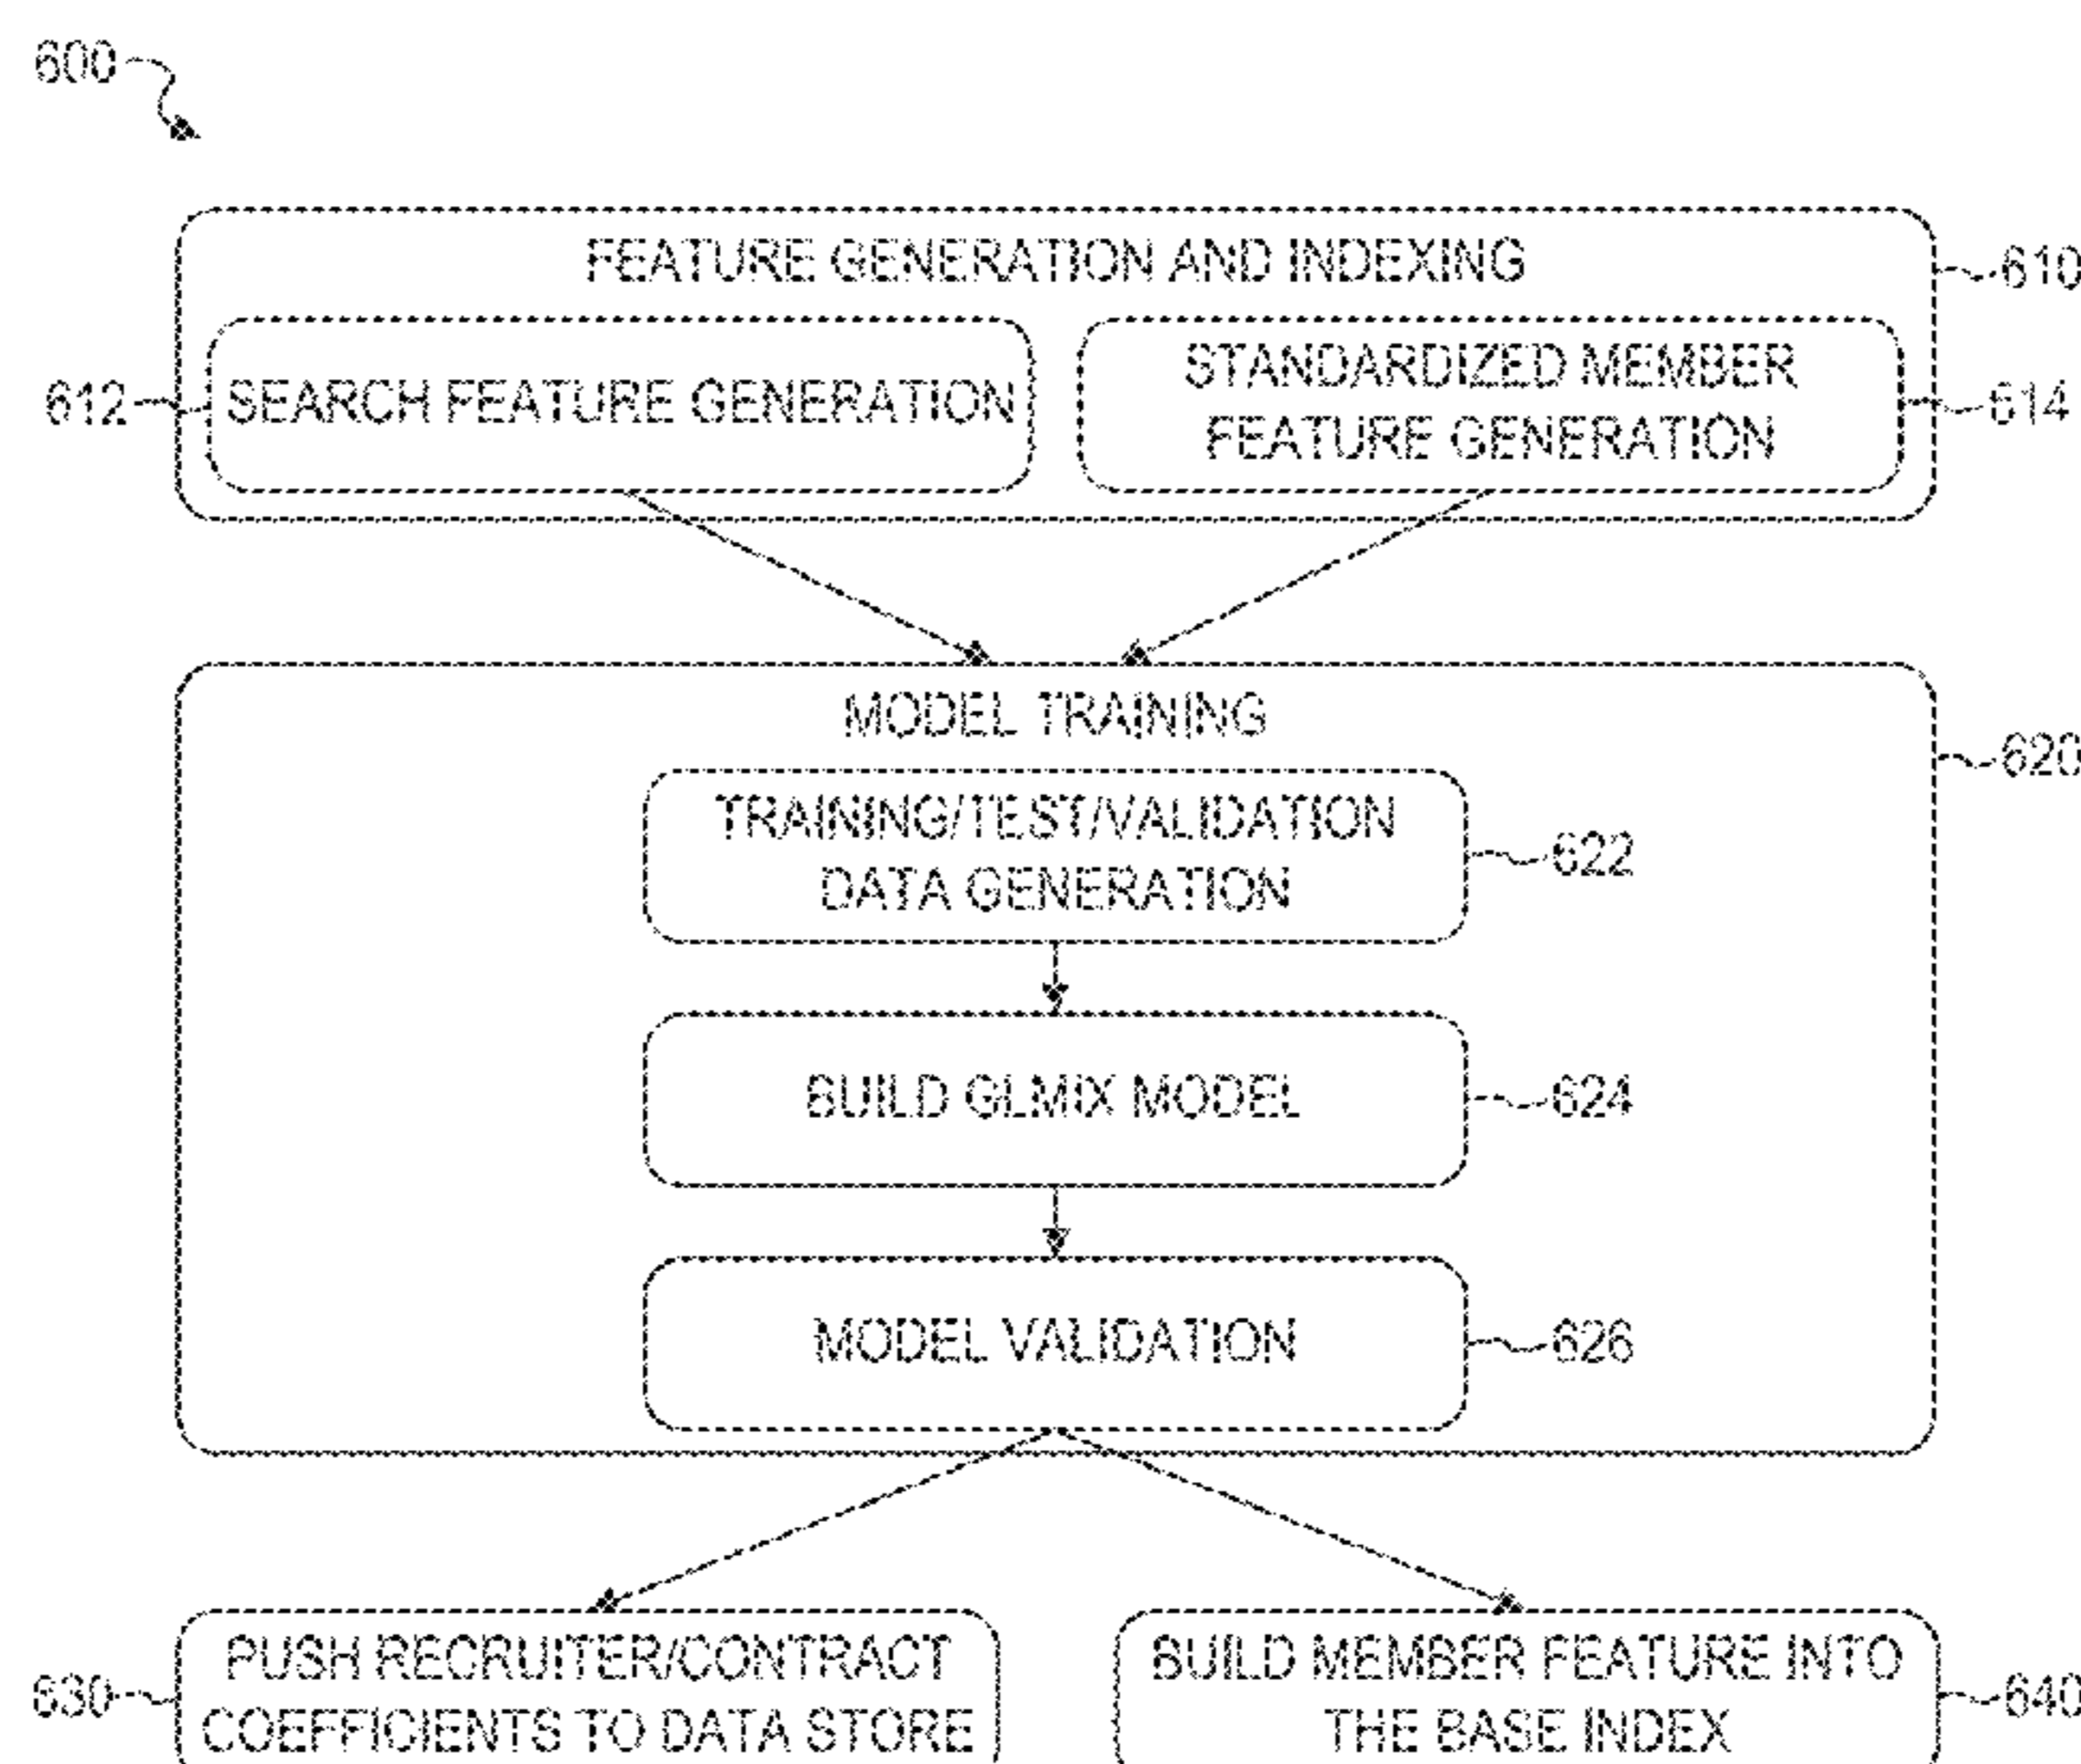 600
FEATURE GENERATION AND INDEXING
610
612
SEARCH FEATURE GENERATION
STANDARDIZED MEMBER
FEATURE GENERATION
614
MODEL TRAINING
620
TRAINING/TEST/VALIDATION
DATA GENERATION
622
BUILD GLMIX MODEL
624
MODEL VALIDATION
626
630
PUSH RECRUITER/CONTRACT
COEFFICIENTS TO DATA STORE
BUILD MEMBER FEATURE INTO
THE BASE INDEX
640